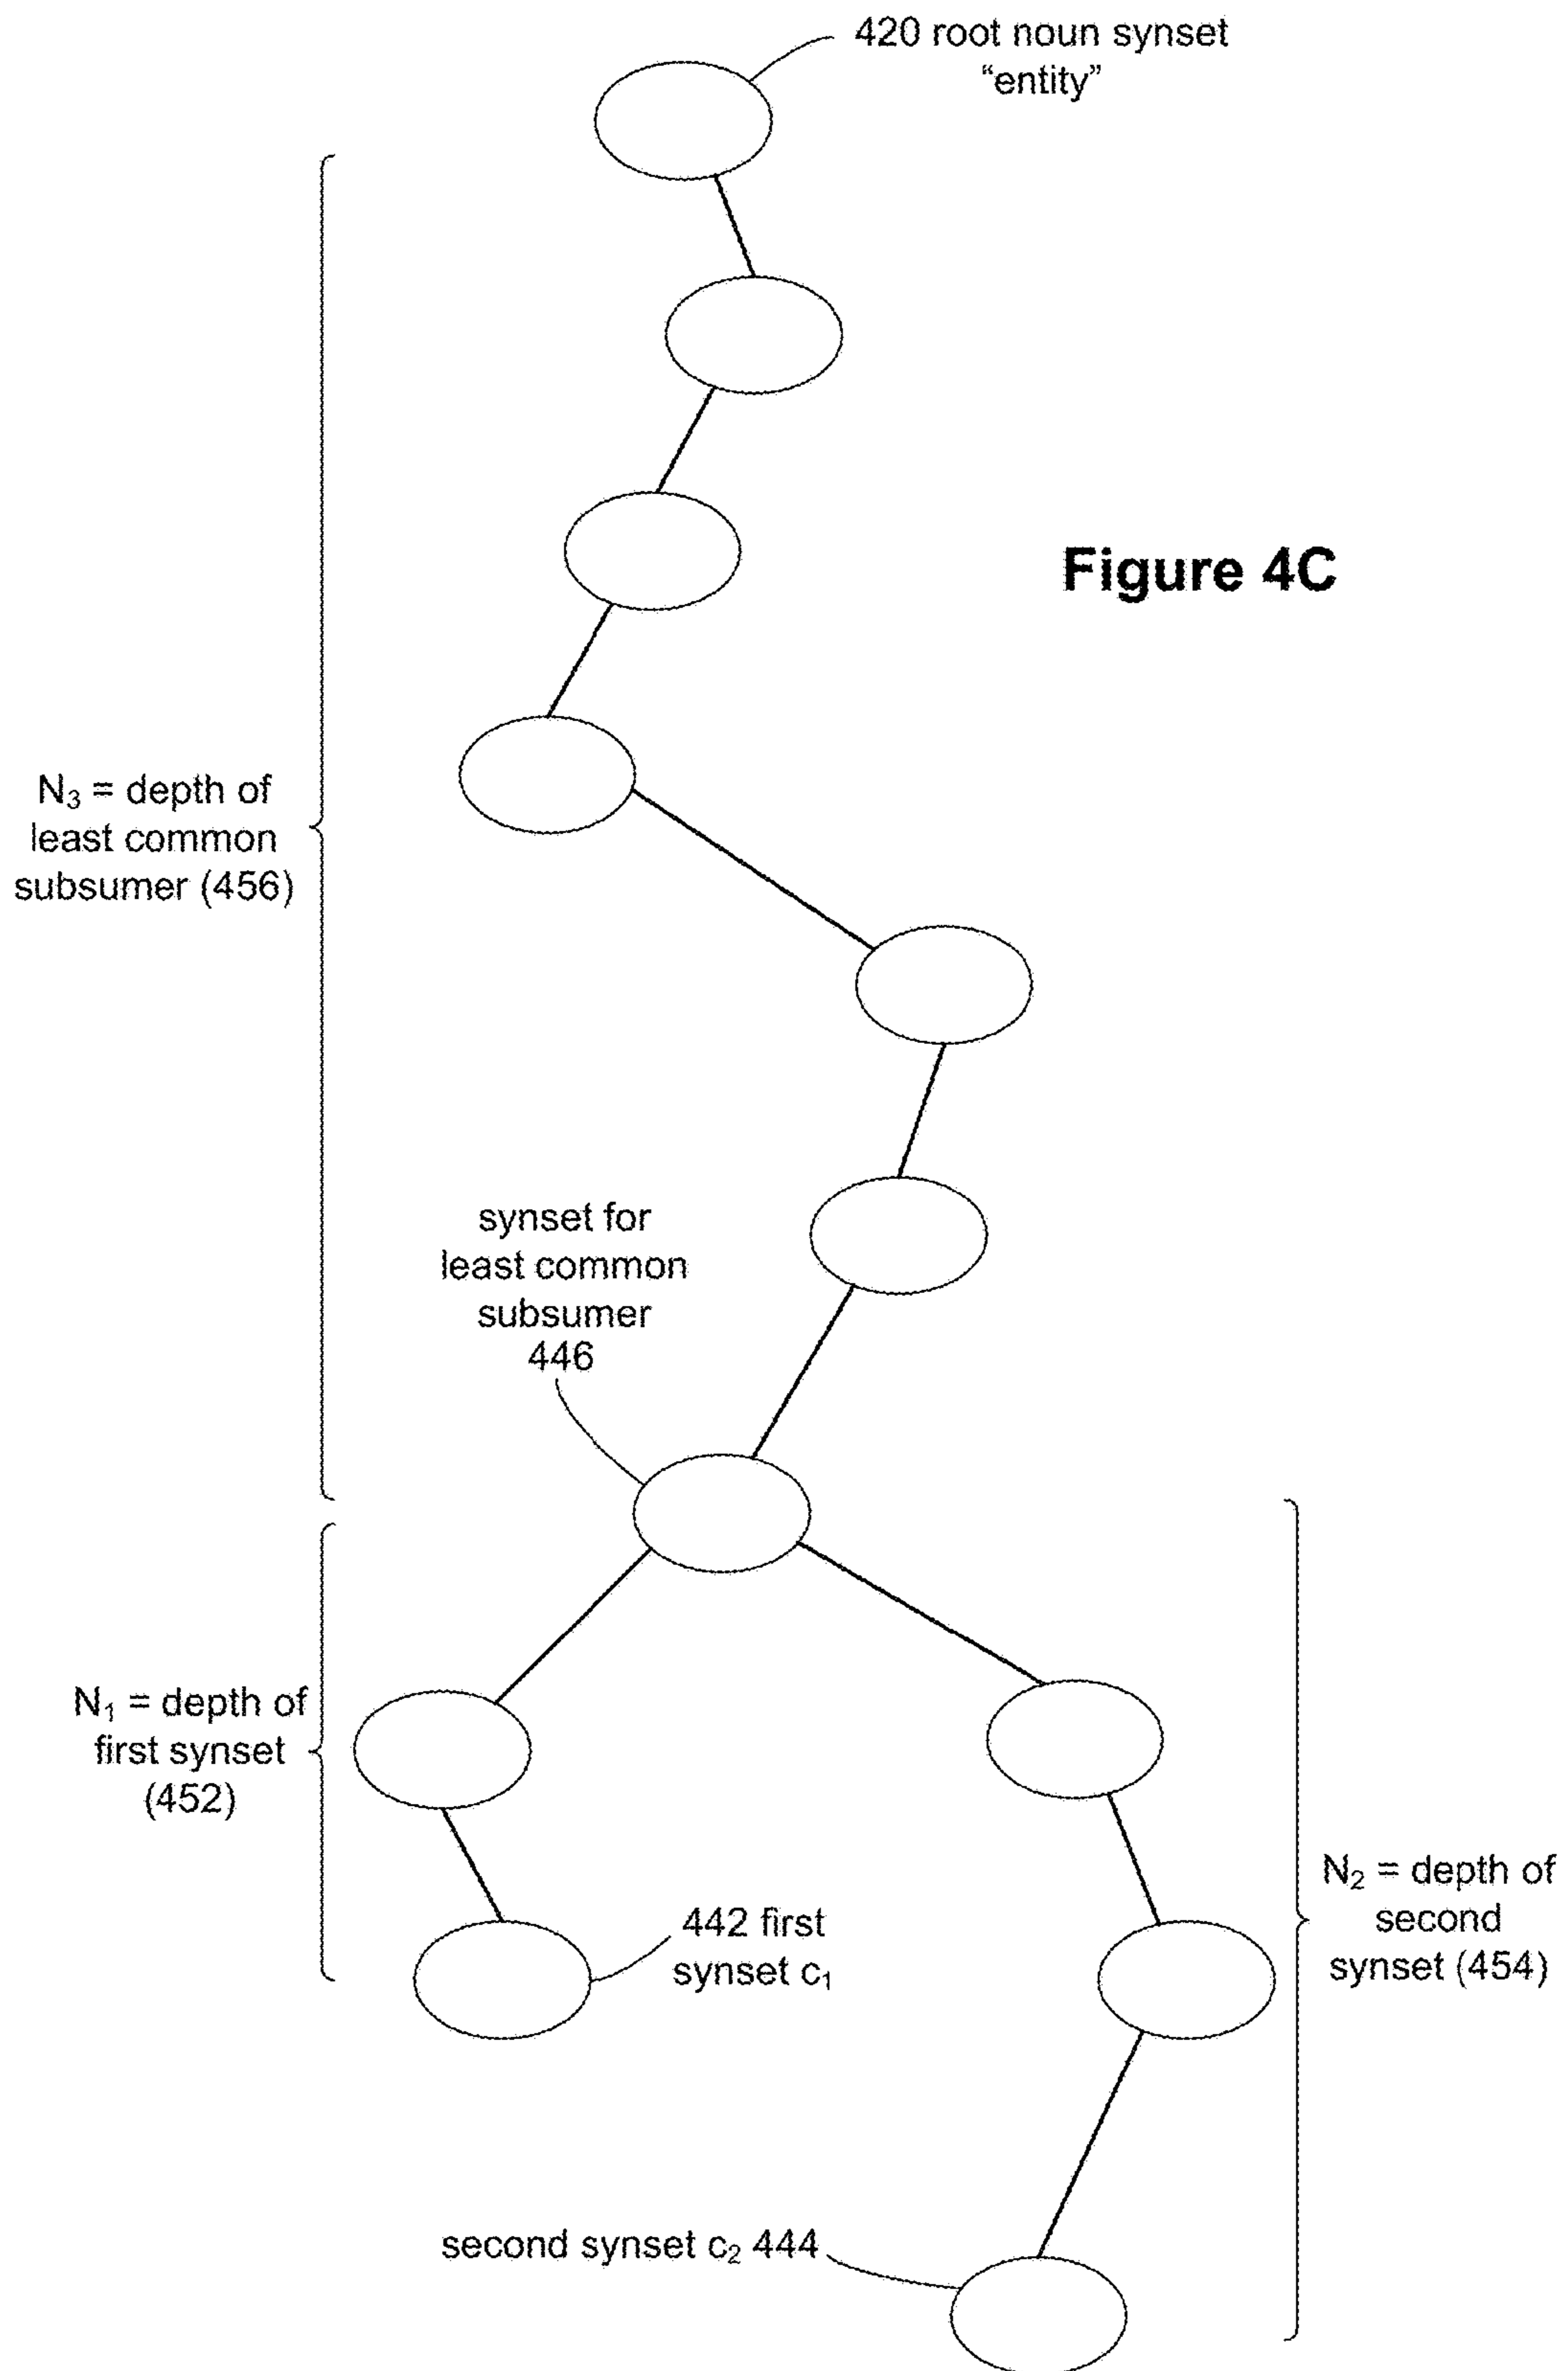 420 root noun synset
“entity”
Figure 4C
N₃ = depth of
least common
subsumer (456)
synset for
least common
subsumer
446
N₁ = depth of
first synset
(452)
442 first
synset c₁
N₂ = depth of
second
synset (454)
second synset c₂ 444